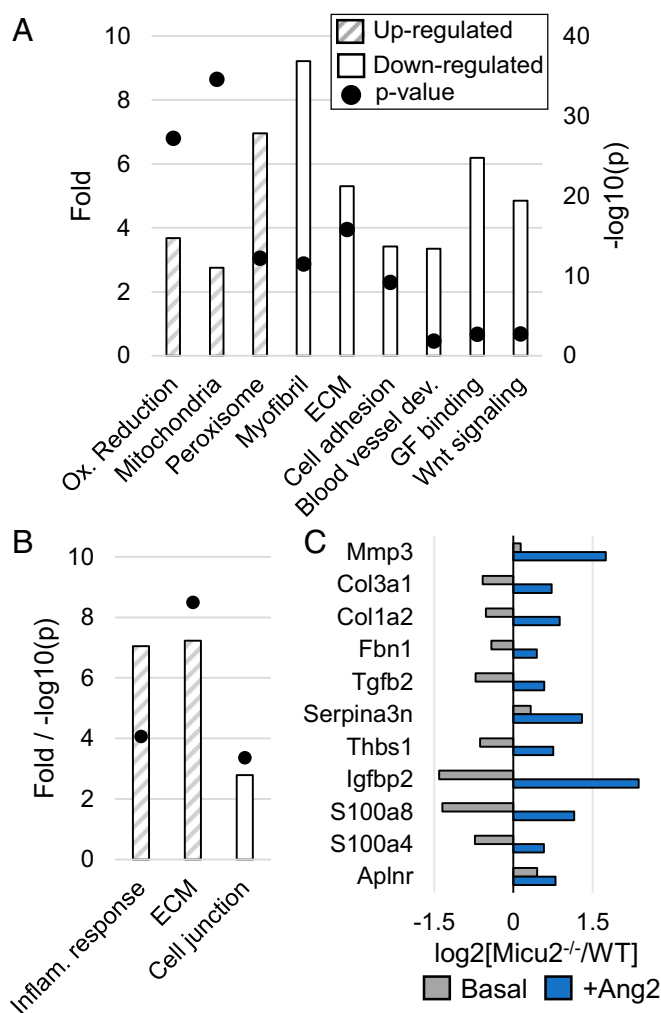 A
Up-regulated
Down-regulated
p-value
Fold
10
8
6
4
2
0
-log10(p)
40
30
20
10
0
Ox. Reduction
Mitochondria
Peroxisome
Myofibril
ECM
Cell adhesion
Blood vessel dev.
GF binding
Wnt signaling
B
Fold / -log10(p)
10
8
6
4
2
0
Inflam. response
ECM
Cell junction
C
Mmp3
Col3a1
Col1a2
Fbn1
Tgfb2
Serpina3n
Thbs1
Igfbp2
S100a8
S100a4
Aplnr
-1.5 0 1.5
log2[Micu2-/-/WT]
Basal +Ang2